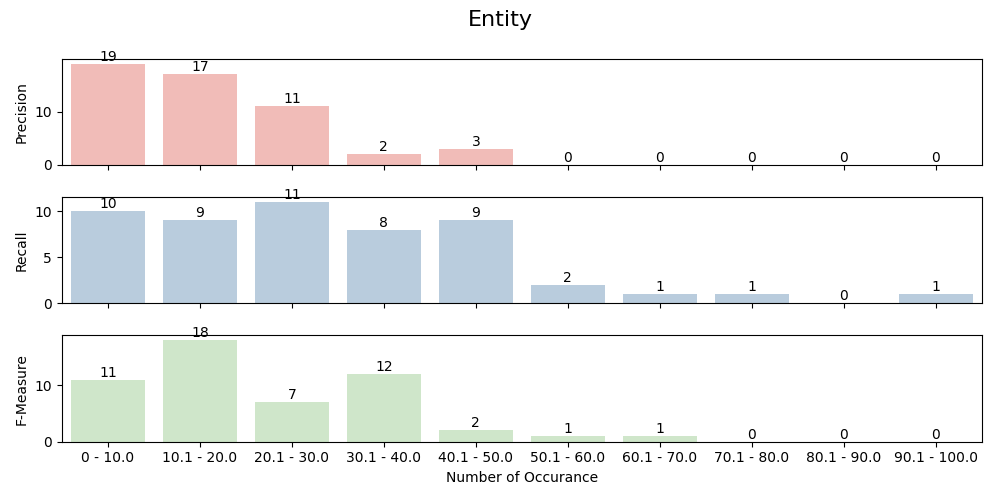 Entity
19 17 11 2 3 0 0 0 0 0
10
0
Precision
10 9 11 8 9 2 1 1 0 1
10
5
0
Recall
11 18 7 12 2 1 1 0 0 0
10
0
F-Measure
0 - 10.0 10.1 - 20.0 20.1 - 30.0 30.1 - 40.0 40.1 - 50.0 50.1 - 60.0 60.1 - 70.0 70.1 - 80.0 80.1 - 90.0 90.1 - 100.0
Number of Occurance